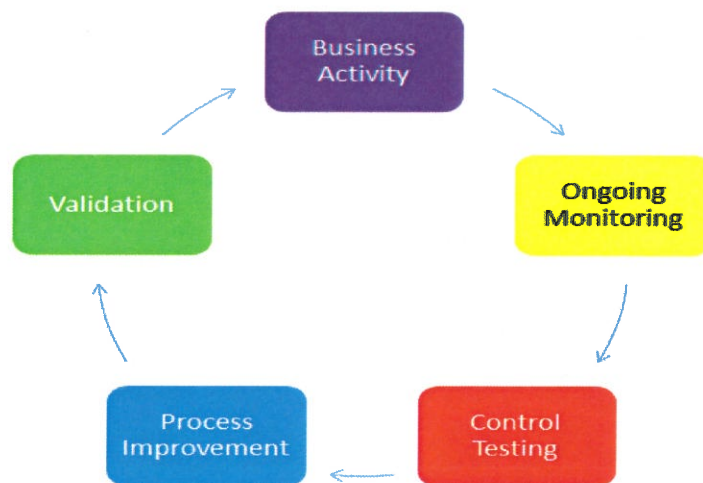 Business
Activity
Ongoing
Monitoring
Control
Testing
Process
Improvement
Validation